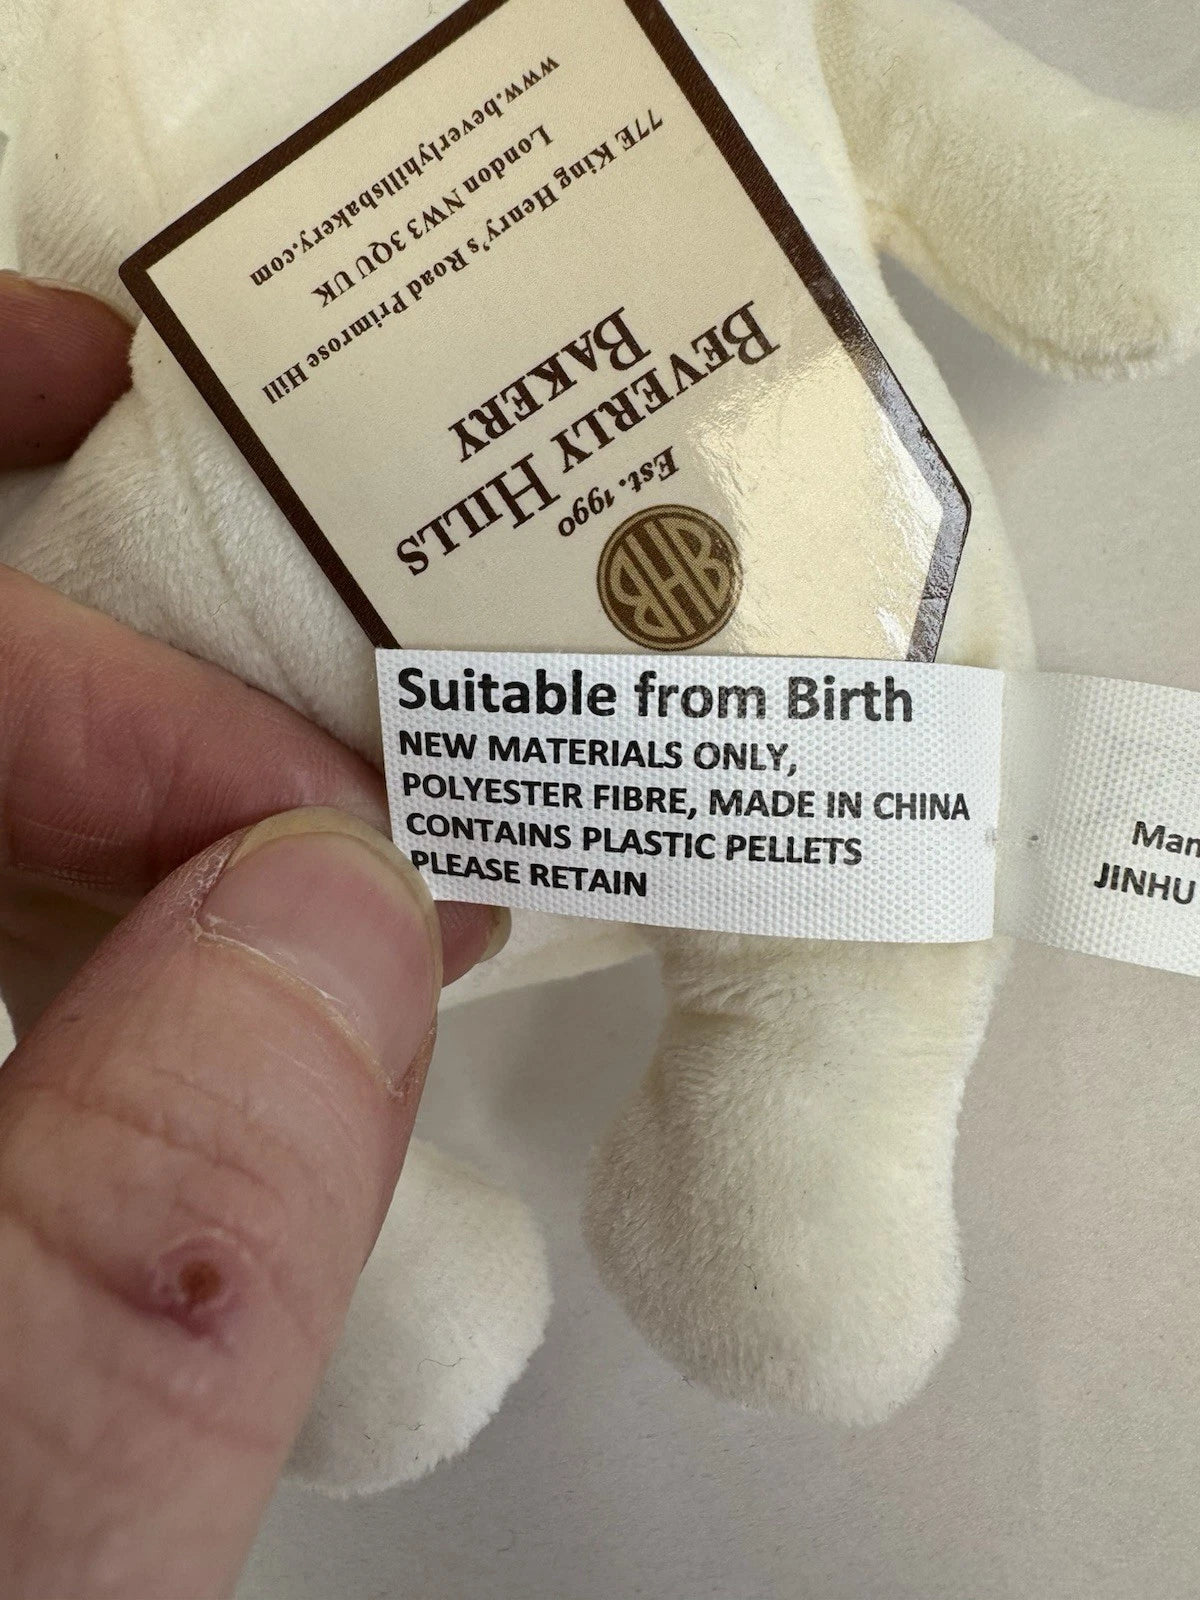 BHB
Est. 1990
BEVERLY HILLS
BAKERY
77E King Henry's Road Primrose Hill
London NW3 3QU UK
www.beverlyhillsbakery.com
Suitable from Birth
NEW MATERIALS ONLY,
POLYESTER FIBRE, MADE IN CHINA
CONTAINS PLASTIC PELLETS
PLEASE RETAIN
JINHU